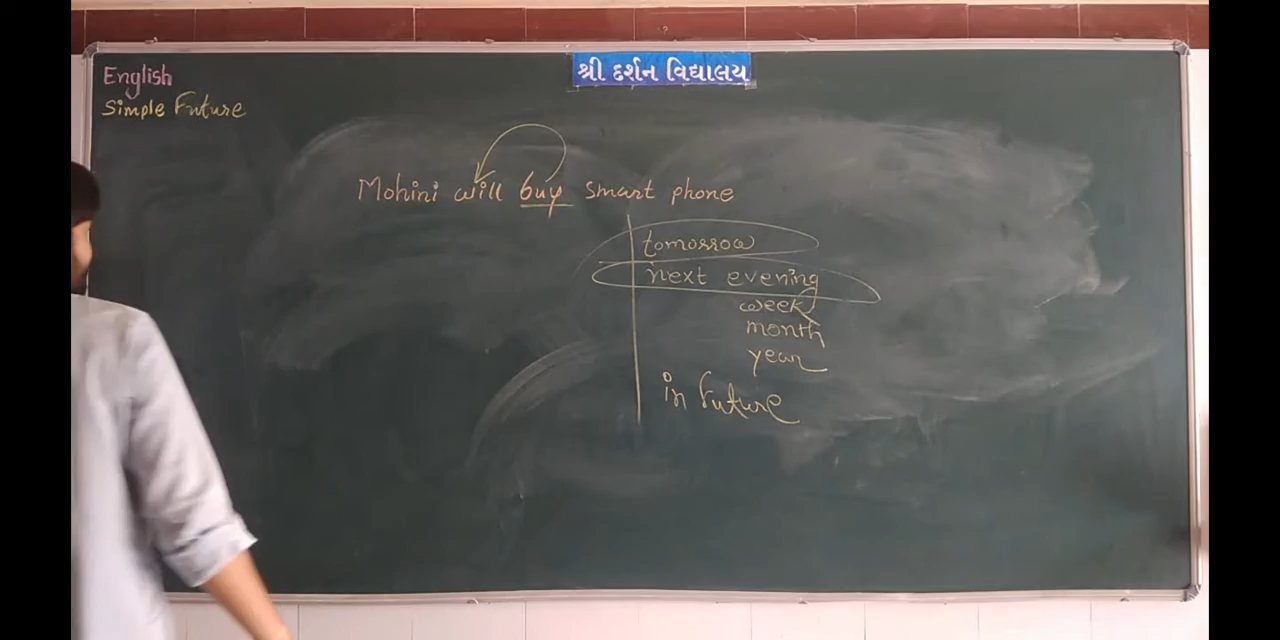 શ્રી દર્શન વિદ્યાલય
English
Simple Future
Mohini will buy smart phone
tomorrow
next evening
week
month
year
in Future